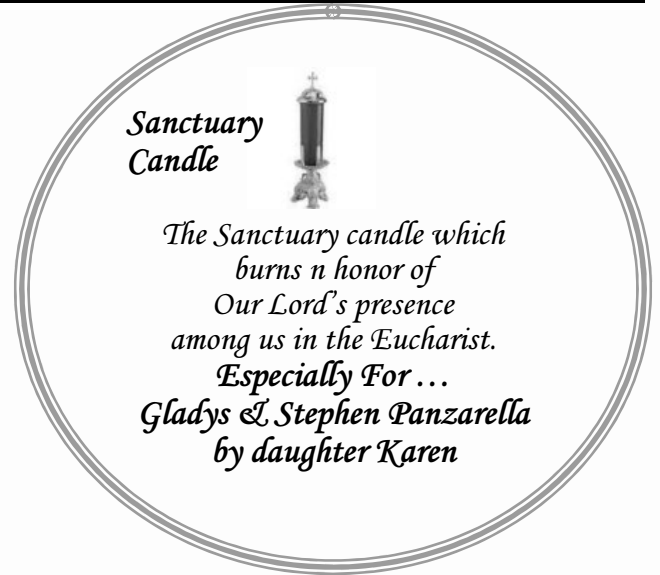 Sanctuary
Candle
The Sanctuary candle which
burns n honor of
Our Lord's presence
among us in the Eucharist.
Especially For …
Gladys & Stephen Panzarella
by daughter Karen